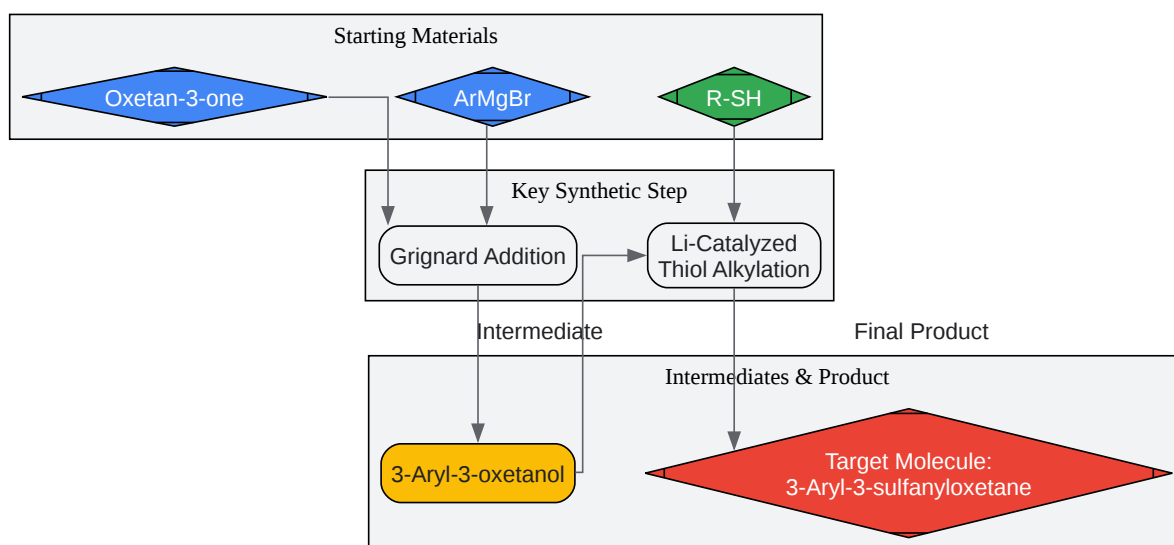 Starting Materials
Oxetan-3-one
ArMgBr
R-SH
Key Synthetic Step
Grignard Addition
Li-Catalyzed
Thiol Alkylation
Intermediate
Final Product
Intermediates & Product
3-Aryl-3-oxetanol
Target Molecule:
3-Aryl-3-sulfanyloxetane